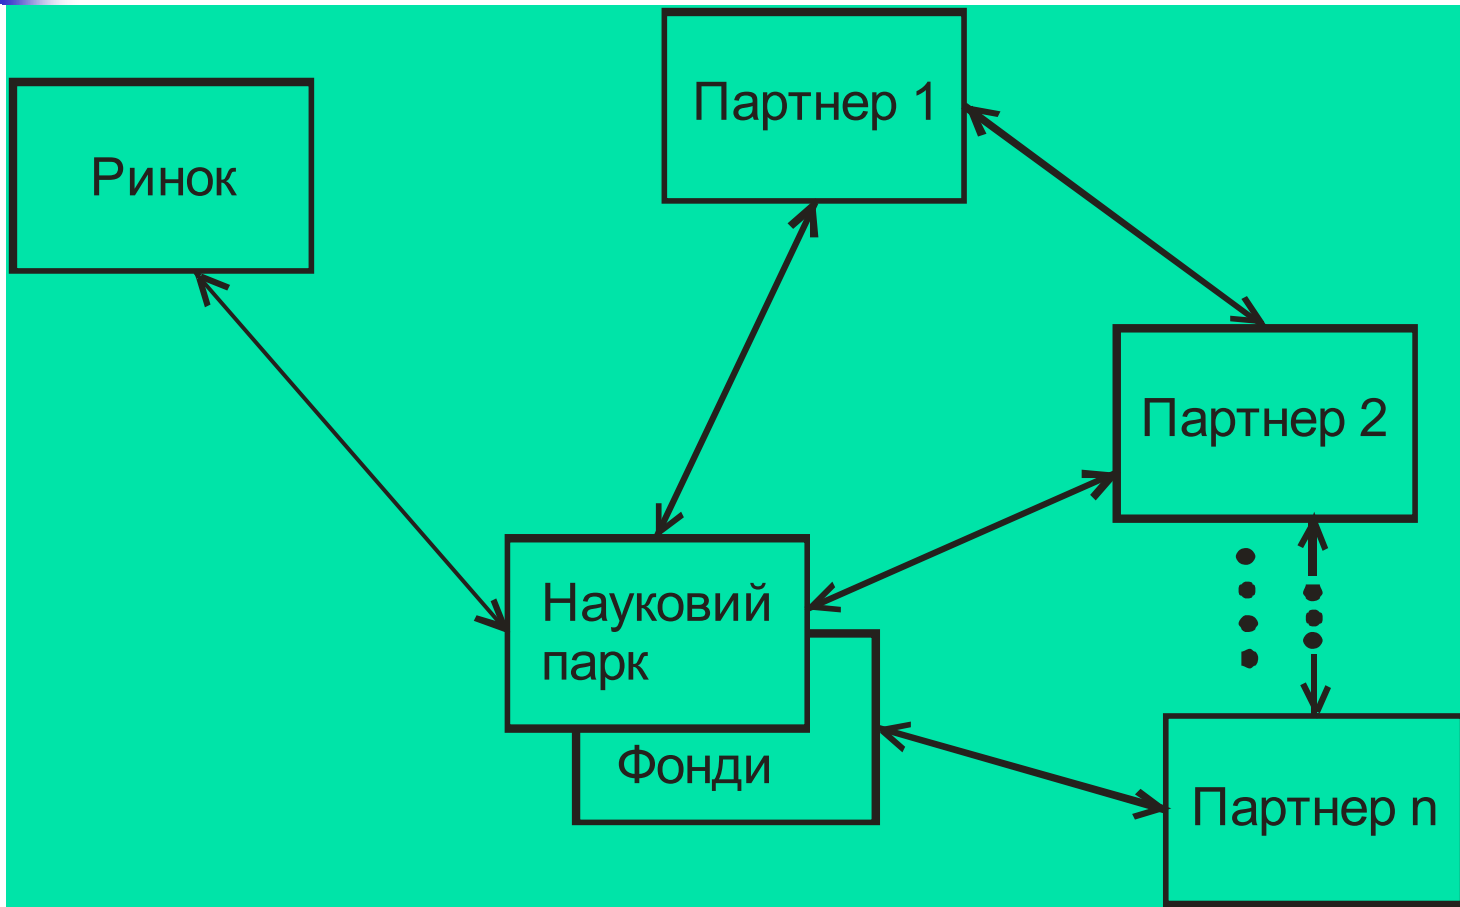 Партнер 1
Ринок
Партнер 2
Науковий
парк
Фонди
Партнер n